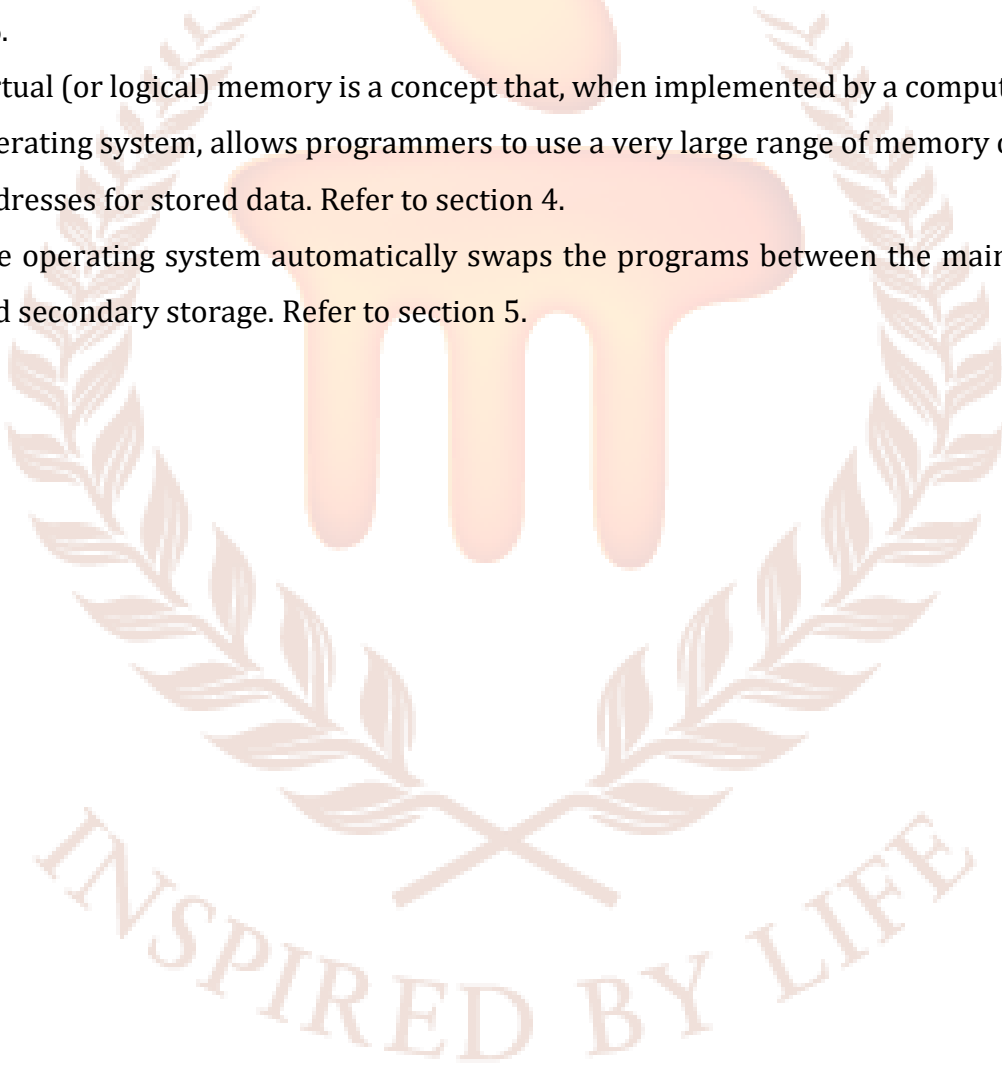 .
rtual (or logical) memory is a concept that, when implemented by a comput
erating system, allows programmers to use a very large range of memory o
dresses for stored data. Refer to section 4.
e operating system automatically swaps the programs between the main
d secondary storage. Refer to section 5.
INSPIRED BY LIFE